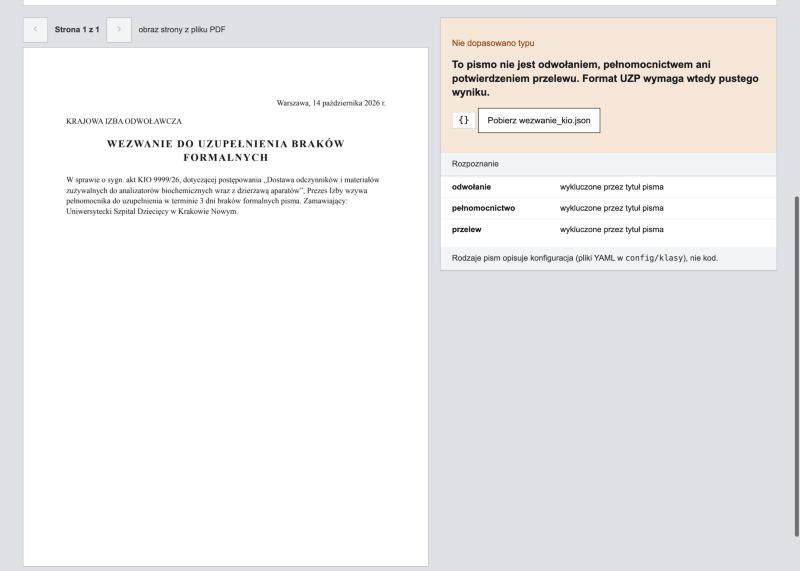 ‹ Strona 1 z 1 › obraz strony z pliku PDF
Warszawa, 14 października 2026 r.
KRAJOWA IZBA ODWOŁAWCZA
WEZWANIE DO UZUPEŁNIENIA BRAKÓW
FORMALNYCH
W sprawie o sygn. akt KIO 9999/26, dotyczącej postępowania „Dostawa odczynników i materiałów
zużywalnych do analizatorów biochemicznych wraz z dzierżawą aparatów”, Prezes Izby wzywa
pełnomocnika do uzupełnienia w terminie 3 dni braków formalnych pisma. Zamawiający:
Uniwersytecki Szpital Dziecięcy w Krakowie Nowym.
Nie dopasowano typu
To pismo nie jest odwołaniem, pełnomocnictwem ani
potwierdzeniem przelewu. Format UZP wymaga wtedy pustego
wyniku.
{} Pobierz wezwanie_kio.json
Rozpoznanie
odwołanie wykluczone przez tytuł pisma
pełnomocnictwo wykluczone przez tytuł pisma
przelew wykluczone przez tytuł pisma
Rodzaje pism opisuje konfiguracja (pliki YAML w config/klasy), nie kod.